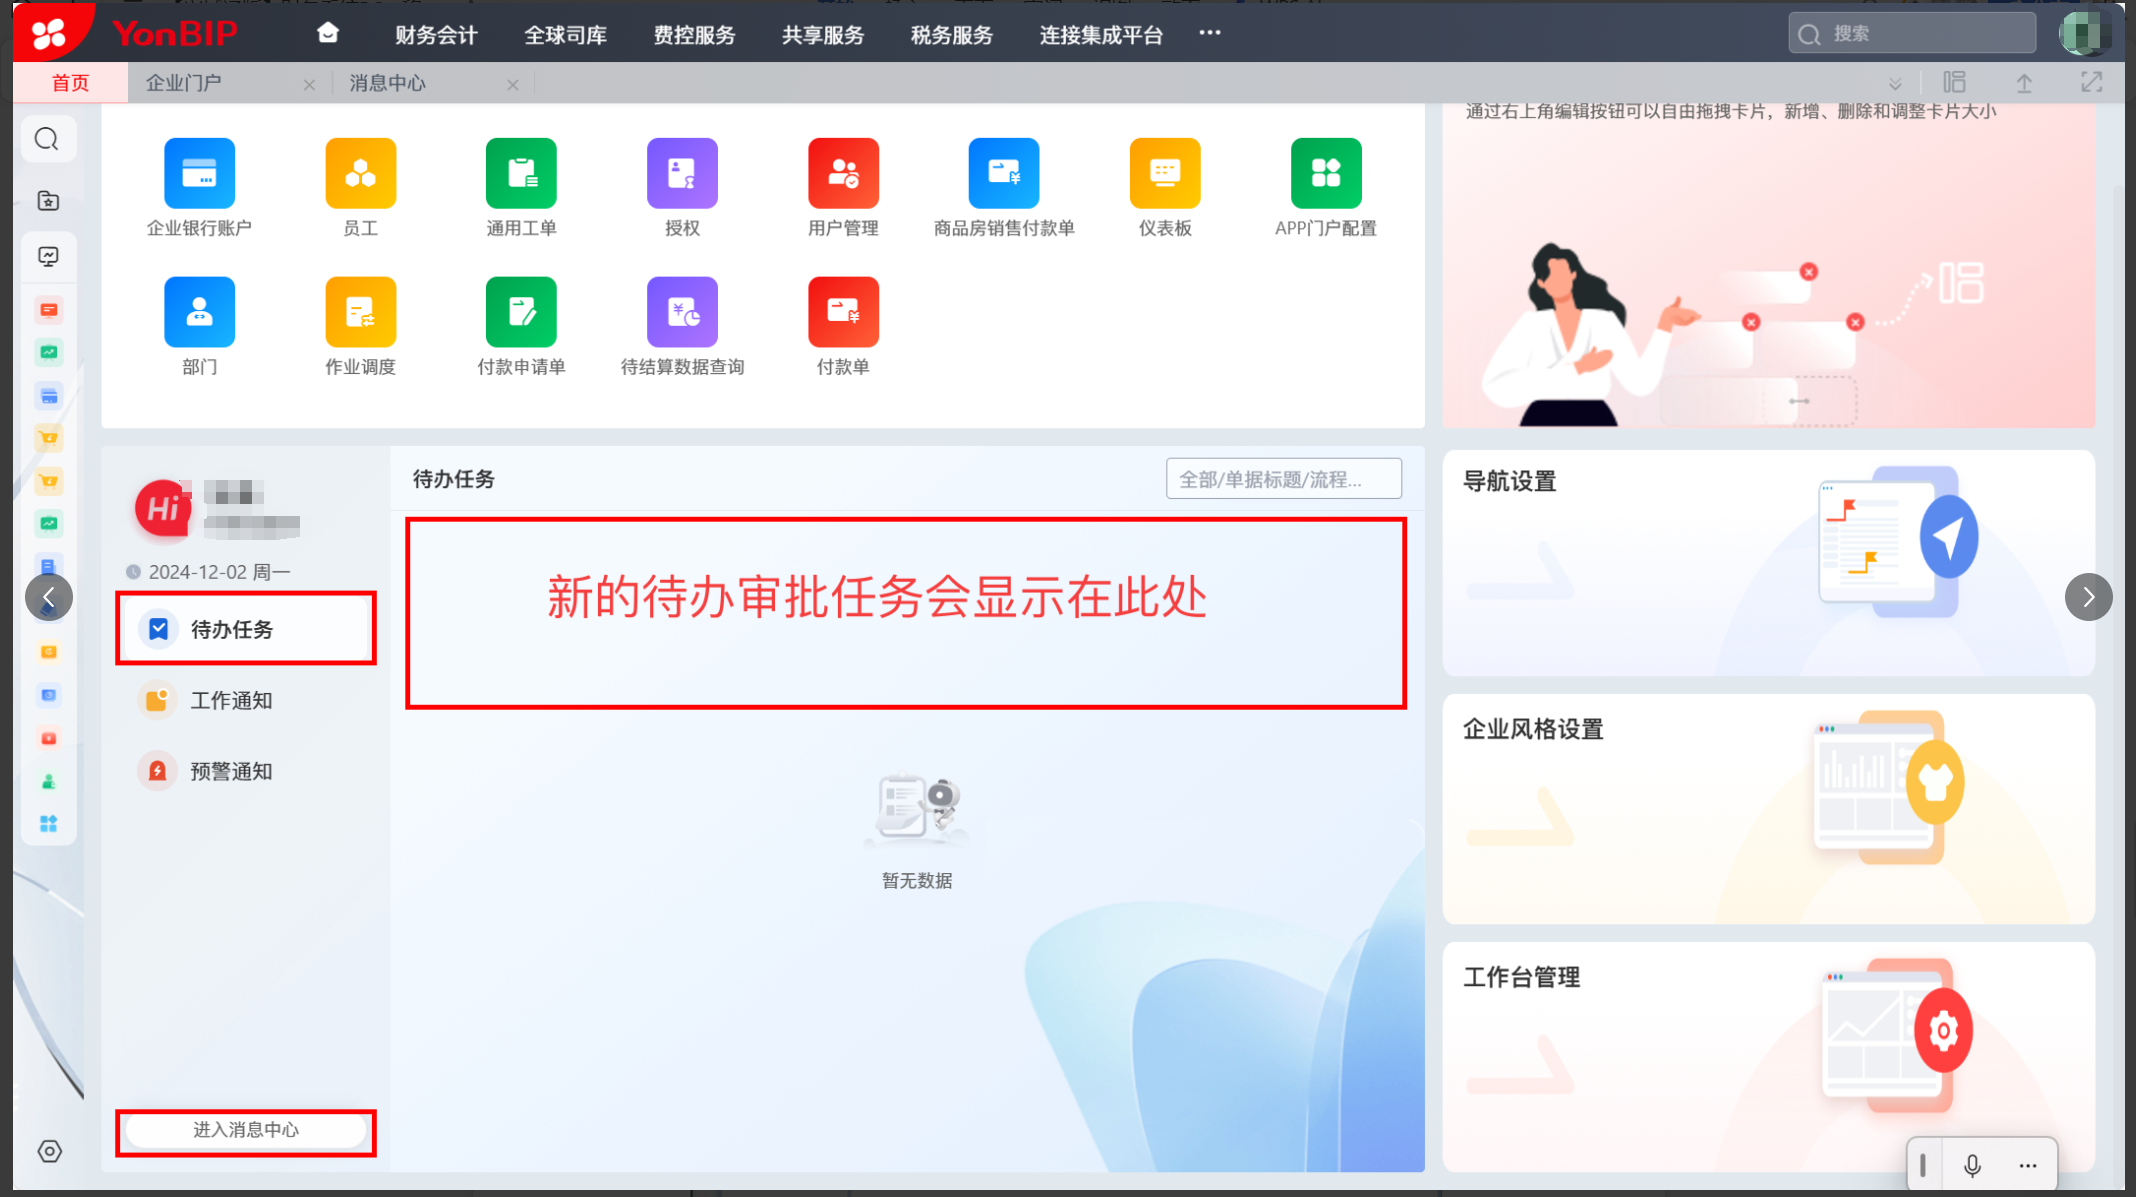 YonBIP 财务会计 全球司库 费控服务 共享服务 税务服务 连接集成平台 ··· 搜索
首页 企业门户 消息中心
通过右上角编辑按钮可以自由拖拽卡片，新增、删除和调整卡片大小
企业银行账户 员工 通用工单 授权 用户管理 商品房销售付款单 仪表板 APP门户配置
部门 作业调度 付款申请单 待结算数据查询 付款单
Hi
2024-12-02 周一
待办任务
工作通知
预警通知
进入消息中心
待办任务 全部/单据标题/流程...
新的待办审批任务会显示在此处
暂无数据
导航设置
企业风格设置
工作台管理